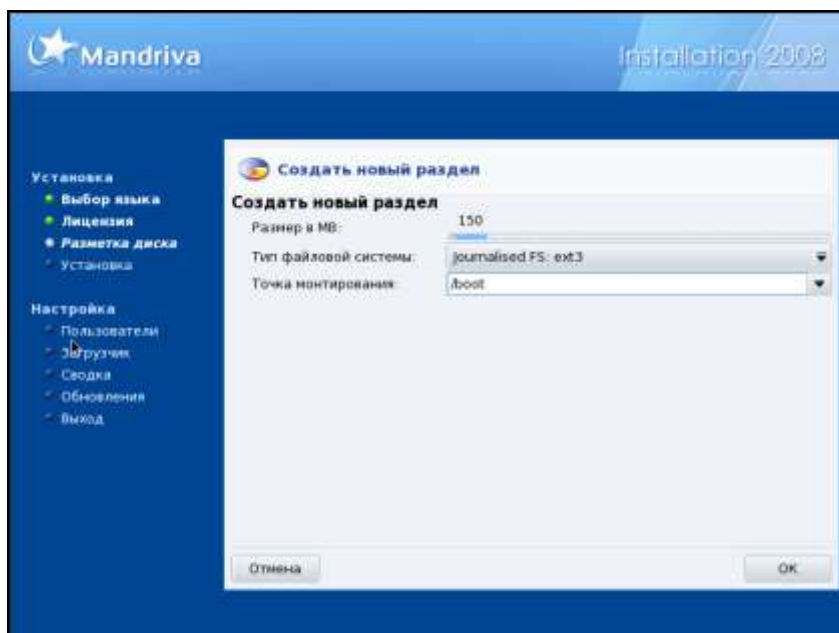 Mandriva
Installation 2008
Установка
Выбор языка
Лицензия
Разметка диска
Установка
Настройка
Пользователи
Загрузчик
Сводка
Обновления
Выход
Создать новый раздел
Создать новый раздел
Размер в MB: 150
Тип файловой системы: Journalised FS: ext3
Точка монтирования: /boot
Отмена OK